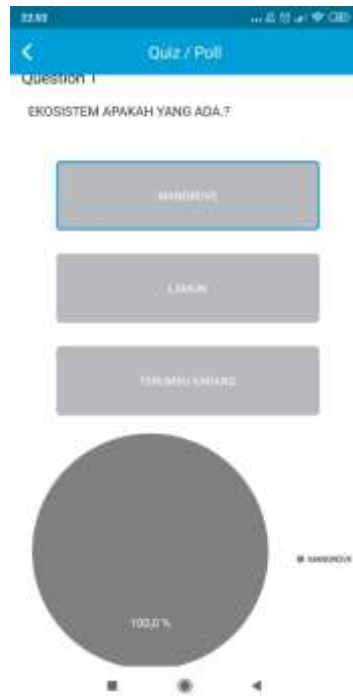 22.53
Quiz / Poll
Question 1
EKOSISTEM APAKAH YANG ADA.?
MANGROVE
LAMUN
TERUMBU KARANG
MANGROVE
100,0 %